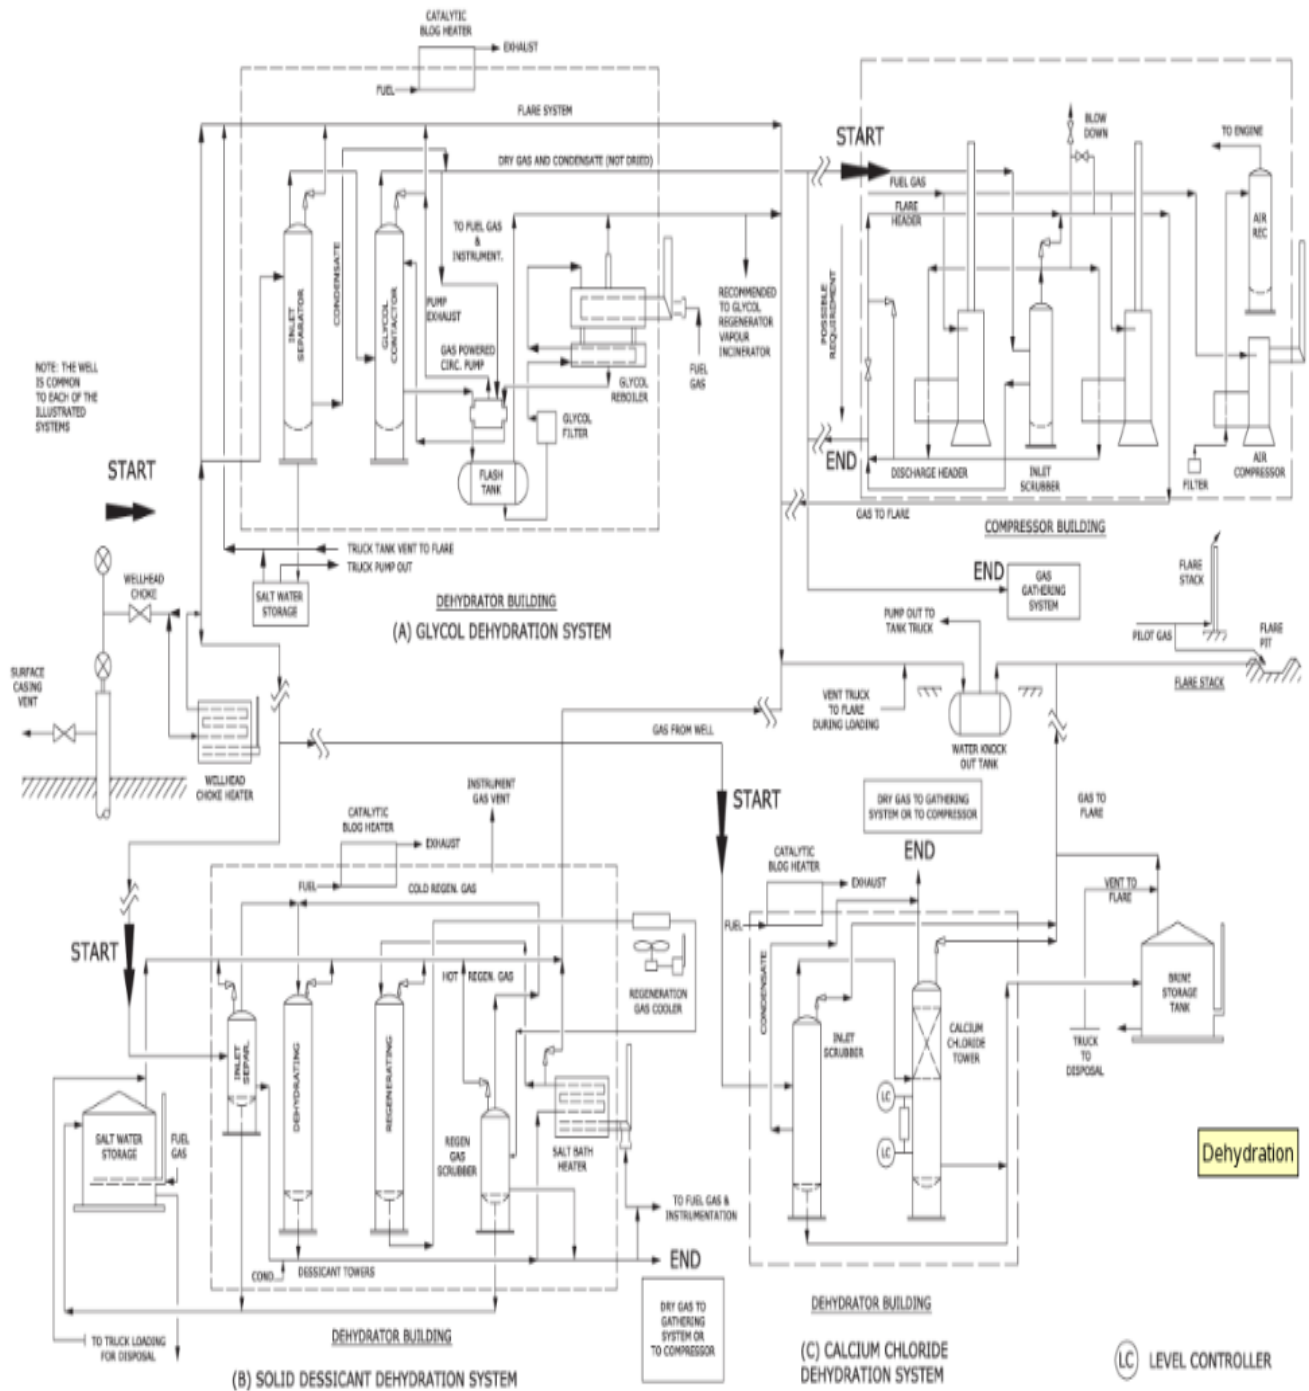 CATALYTIC
BLOG HEATER
EXHAUST
FUEL
FLARE SYSTEM
DRY GAS AND CONDENSATE (NOT DRIED)
INLET
SEPARATOR
CONDENSATE
GLYCOL
CONTACTOR
TO FUEL GAS
&
INSTRUMENT.
PUMP
EXHAUST
GAS POWERED
CIRC. PUMP
FLASH
TANK
GLYCOL
FILTER
GLYCOL
REBOILER
FUEL
GAS
RECOMMENDED
TO GLYCOL
REGENERATOR
VAPOUR
INCINERATOR
NOTE: THE WELL
IS COMMON
TO EACH OF THE
ILLUSTRATED
SYSTEMS
START
TRUCK TANK VENT TO FLARE
TRUCK PUMP OUT
SALT WATER
STORAGE
DEHYDRATOR BUILDING
(A) GLYCOL DEHYDRATION SYSTEM
START
FUEL GAS
FLARE
HEADER
BLOW
DOWN
TO ENGINE
AIR
REC
POSSIBLE
REQUIREMENT
END
DISCHARGE HEADER
INLET
SCRUBBER
FILTER
AIR
COMPRESSOR
GAS TO FLARE
COMPRESSOR BUILDING
END
GAS
GATHERING
SYSTEM
FLARE
STACK
PILOT GAS
FLARE
PIT
FLARE STACK
PUMP OUT TO
TANK TRUCK
VENT TRUCK
TO FLARE
DURING LOADING
WATER KNOCK
OUT TANK
WELLHEAD
CHOKE
SURFACE
CASING
VENT
WELLHEAD
CHOKE HEATER
GAS FROM WELL
INSTRUMENT
GAS VENT
CATALYTIC
BLOG HEATER
EXHAUST
FUEL
COLD REGEN. GAS
START
HOT REGEN. GAS
REGENERATION
GAS COOLER
INLET
SEPAR.
DEHYDRATING
REGENERATING
REGEN
GAS
SCRUBBER
SALT BATH
HEATER
SALT WATER
STORAGE
FUEL
GAS
TO FUEL GAS &
INSTRUMENTATION
END
COND.
DESSICANT TOWERS
DRY GAS TO
GATHERING
SYSTEM OR
TO COMPRESSOR
TO TRUCK LOADING
FOR DISPOSAL
DEHYDRATOR BUILDING
(B) SOLID DESSICANT DEHYDRATION SYSTEM
START
DRY GAS TO GATHERING
SYSTEM OR TO COMPRESSOR
END
GAS TO
FLARE
CATALYTIC
BLOG HEATER
EXHAUST
FUEL
VENT TO
FLARE
CONDENSATE
INLET
SCRUBBER
CALCIUM
CHLORIDE
TOWER
LC
LC
BRINE
STORAGE
TANK
TRUCK
TO
DISPOSAL
Dehydration
DEHYDRATOR BUILDING
(C) CALCIUM CHLORIDE
DEHYDRATION SYSTEM
LC LEVEL CONTROLLER